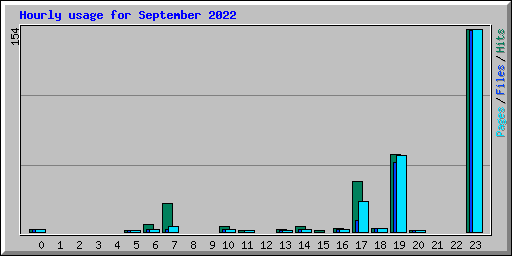 Hourly usage for September 2022
154
Pages/Files/Hits
0 1 2 3 4 5 6 7 8 9 10 11 12 13 14 15 16 17 18 19 20 21 22 23